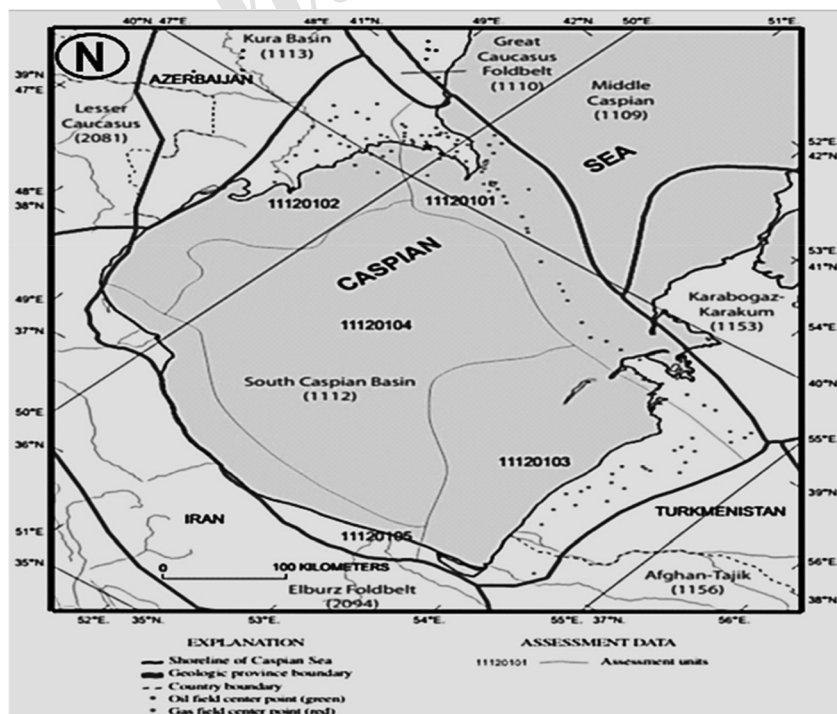 40°N 47°E. 48°E. 41°N. 49°E. 42°N 50°E. 51°E.
N
Kura Basin
(1113)
Great
Caucasus
Foldbelt
(1110)
AZERBAIJAN
39°N
47°E.
Middle
Caspian
(1109)
Lesser
Caucasus
(2081)
52°E.
42°N
SEA
48°E.
38°N
11120102
11120101
CASPIAN
53°E.
41°N
49°E.
37°N
Karabogaz-
Karakum
(1153)
54°E.
11120104
South Caspian Basin
(1112)
40°N
50°E.
36°N
55°E.
11120103
39°N
IRAN
TURKMENISTAN
51°E.
35°N
11120105
0 100 KILOMETERS
56°E.
38°N
Elburz Foldbelt
(2094)
Afghan-Tajik
(1156)
52°E. 35°N. 53°E. 54°E. 55°E. 37°N. 56°E.
EXPLANATION
Shoreline of Caspian Sea
Geologic province boundary
Country boundary
Oil field center point (green)
Gas field center point (red)
ASSESSMENT DATA
11120101 Assessment units